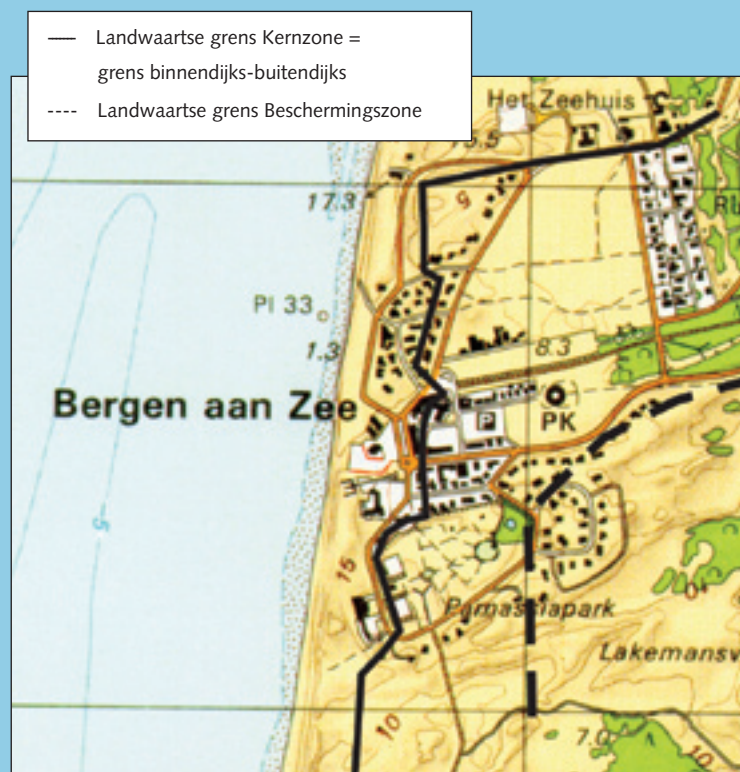 Landwaartse grens Kernzone =
grens binnendijks-buitendijks
Landwaartse grens Beschermingszone
Het Zeehuis
17.3
5
Pl 33
1.3
8.3
Bergen aan Zee
P
PK
5
15
Parnassiapark
Lakemansv
10
7.0
10